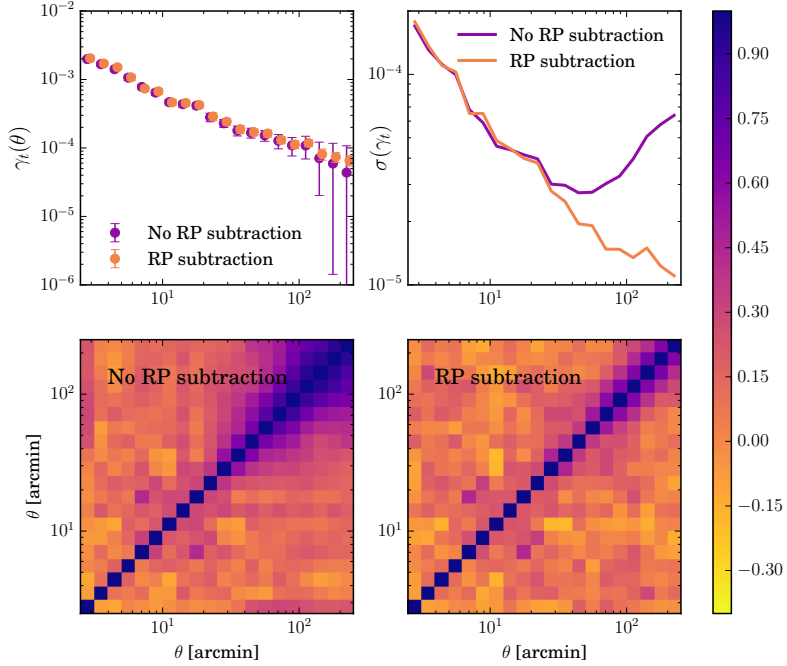 10⁻²
10⁻³
10⁻⁴
10⁻⁵
10⁻⁶
γₜ(θ)
No RP subtraction
RP subtraction
10¹
10²
No RP subtraction
RP subtraction
10⁻⁴
10⁻⁵
σ(γₜ)
10¹
10²
No RP subtraction
10²
10¹
θ [arcmin]
10¹
10²
θ [arcmin]
RP subtraction
10²
10¹
10¹
10²
θ [arcmin]
0.90
0.75
0.60
0.45
0.30
0.15
0.00
−0.15
−0.30